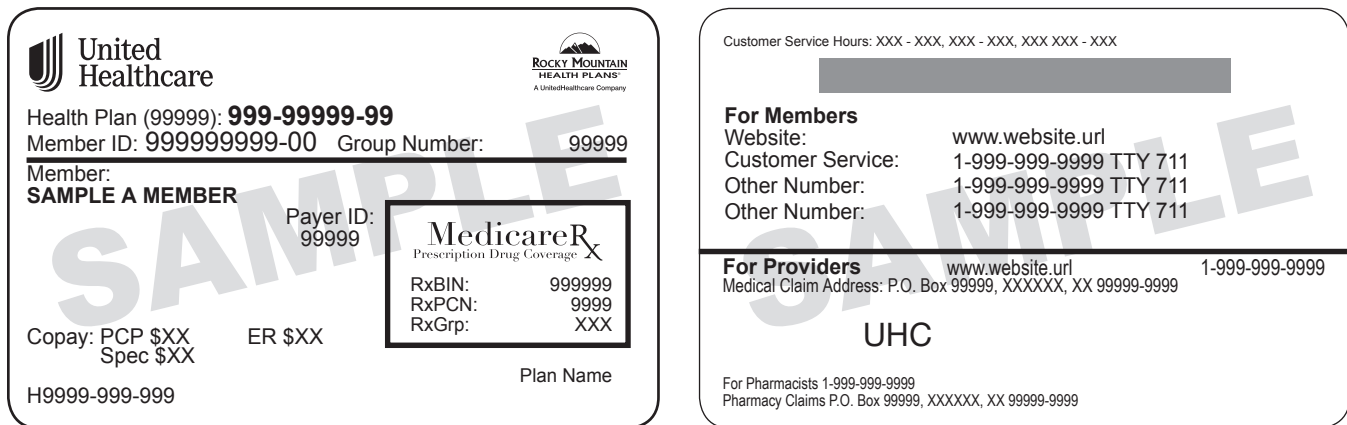 United
Healthcare
ROCKY MOUNTAIN
HEALTH PLANS®
A UnitedHealthcare Company
Health Plan (99999): 999-99999-99
Member ID: 999999999-00 Group Number: 99999
Member:
SAMPLE A MEMBER
SAMPLE
Payer ID:
99999
MedicareRx
Prescription Drug Coverage
RxBIN: 999999
RxPCN: 9999
RxGrp: XXX
Copay: PCP $XX ER $XX
Spec $XX
Plan Name
H9999-999-999
Customer Service Hours: XXX - XXX, XXX - XXX, XXX XXX - XXX
For Members
Website: www.website.url
Customer Service: 1-999-999-9999 TTY 711
Other Number: 1-999-999-9999 TTY 711
Other Number: 1-999-999-9999 TTY 711
SAMPLE
For Providers www.website.url 1-999-999-9999
Medical Claim Address: P.O. Box 99999, XXXXXX, XX 99999-9999
UHC
For Pharmacists 1-999-999-9999
Pharmacy Claims P.O. Box 99999, XXXXXX, XX 99999-9999